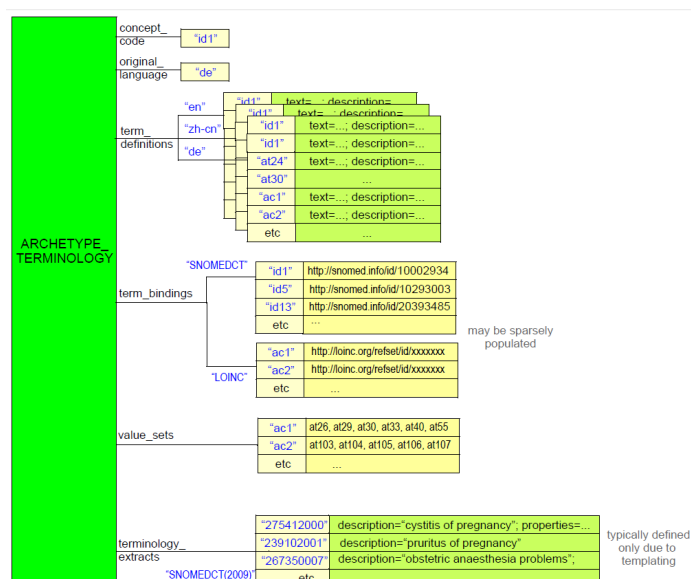 concept_
code
“id1”
original_
language
“de”
“en”
“zh-cn”
“de”
term_
definitions
“id1” text=...; description=...
“id1” text=...; description=...
“id1” text=...; description=...
“id1” text=...; description=...
“at24” text=...; description=...
“at30” ...
“ac1” text=...; description=...
“ac2” text=...; description=...
etc ...
ARCHETYPE_
TERMINOLOGY
term_bindings
“SNOMEDCT”
“id1” http://snomed.info/id/10002934
“id5” http://snomed.info/id/10293003
“id13” http://snomed.info/id/20393485
etc ...
may be sparsely
populated
“LOINC”
“ac1” http://loinc.org/refset/id/xxxxxxx
“ac2” http://loinc.org/refset/id/xxxxxxx
etc ...
value_sets
“ac1” at26, at29, at30, at33, at40, at55
“ac2” at103, at104, at105, at106, at107
etc ...
terminology_
extracts
“SNOMEDCT(2009)”
“275412000” description=“cystitis of pregnancy”; properties=...
“239102001” description=“pruritus of pregnancy”
“267350007” description=“obstetric anaesthesia problems”;
etc
typically defined
only due to
templating